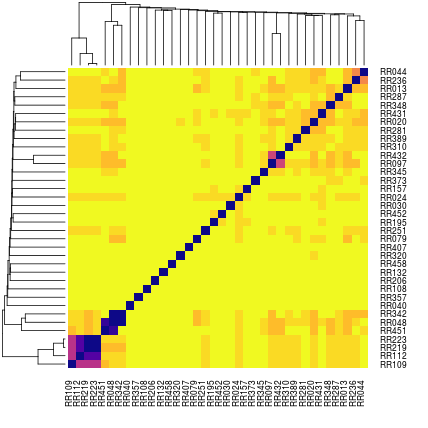 RR044
RR236
RR013
RR287
RR348
RR431
RR020
RR281
RR389
RR310
RR432
RR097
RR345
RR373
RR157
RR024
RR030
RR452
RR195
RR251
RR079
RR407
RR320
RR458
RR132
RR206
RR108
RR357
RR040
RR342
RR048
RR451
RR223
RR219
RR112
RR109
RR109
RR112
RR219
RR223
RR451
RR048
RR342
RR040
RR357
RR108
RR206
RR132
RR458
RR320
RR407
RR079
RR251
RR195
RR452
RR030
RR024
RR157
RR373
RR345
RR097
RR432
RR310
RR389
RR281
RR020
RR431
RR348
RR287
RR013
RR236
RR044